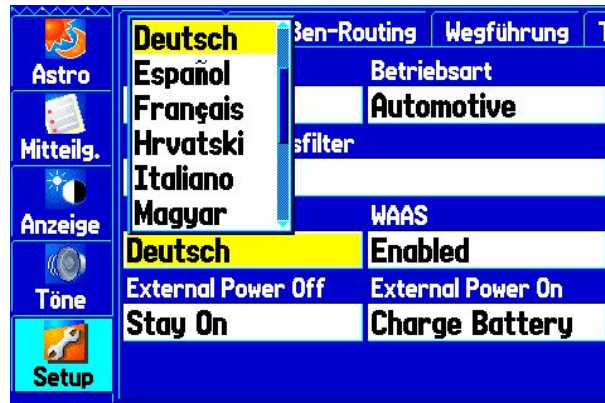 Astro
Mitteilg.
Anzeige
Töne
Setup
Deutsch
Español
Français
Hrvatski
Italiano
Magyar
ßen-Routing
Wegführung
Betriebsart
Automotive
sfilter
WAAS
Deutsch
Enabled
External Power Off
External Power On
Stay On
Charge Battery